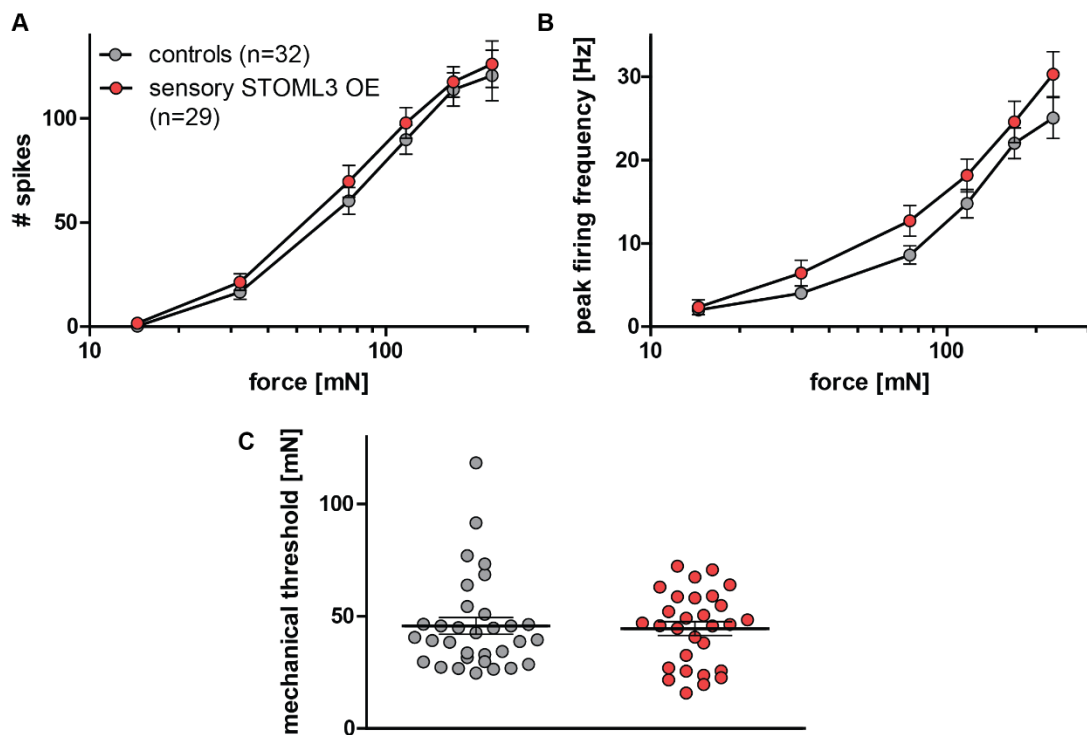 A
controls (n=32)
sensory STOML3 OE
(n=29)
# spikes
100
50
0
10
100
force [mN]
B
peak firing frequency [Hz]
30
20
10
0
10
100
force [mN]
C
mechanical threshold [mN]
100
50
0